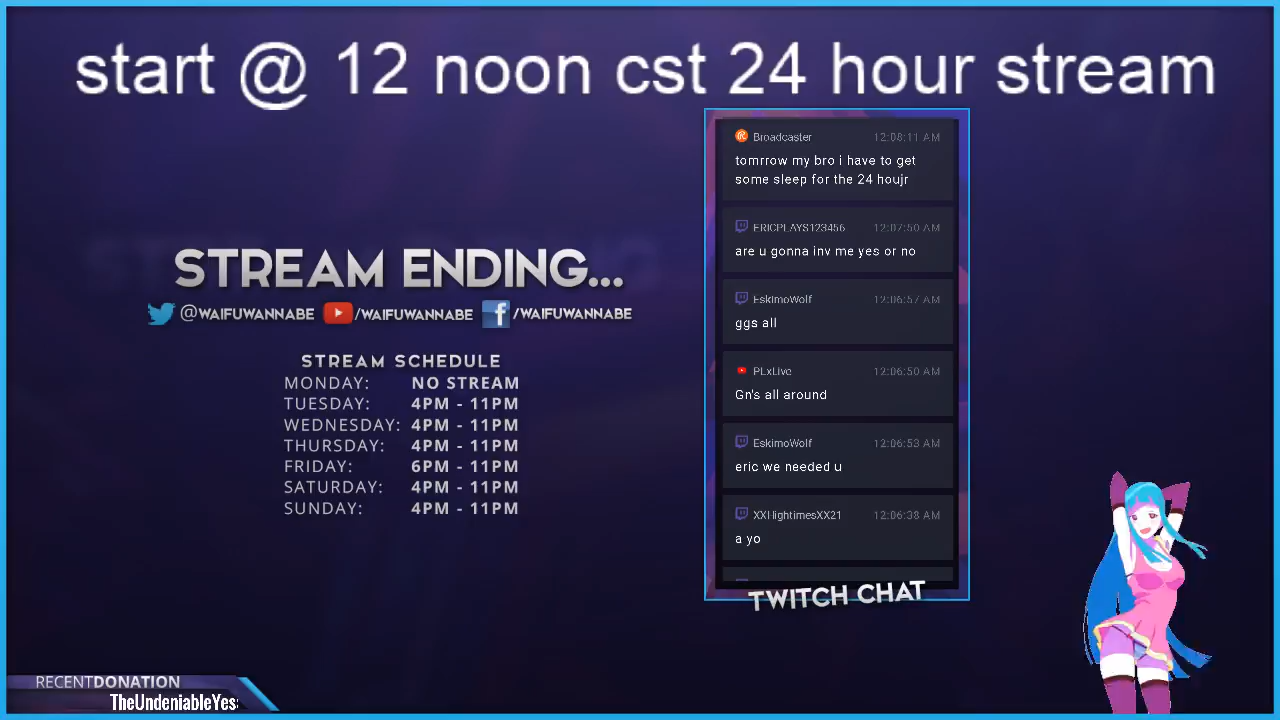 start @ 12 noon cst 24 hour stream
STREAM ENDING...
@WAIFUWANNABE /WAIFUWANNABE /WAIFUWANNABE
STREAM SCHEDULE
MONDAY: NO STREAM
TUESDAY: 4PM - 11PM
WEDNESDAY: 4PM - 11PM
THURSDAY: 4PM - 11PM
FRIDAY: 6PM - 11PM
SATURDAY: 4PM - 11PM
SUNDAY: 4PM - 11PM
Broadcaster 12:08:11 AM
tomrrow my bro i have to get
some sleep for the 24 houjr
ERICPLAYS123456 12:07:50 AM
are u gonna inv me yes or no
EskimoWolf 12:06:57 AM
ggs all
PLxLive 12:06:50 AM
Gn's all around
EskimoWolf 12:06:53 AM
eric we needed u
XXHightimesXX21 12:06:38 AM
a yo
TWITCH CHAT
RECENTDONATION
TheUndeniableYes